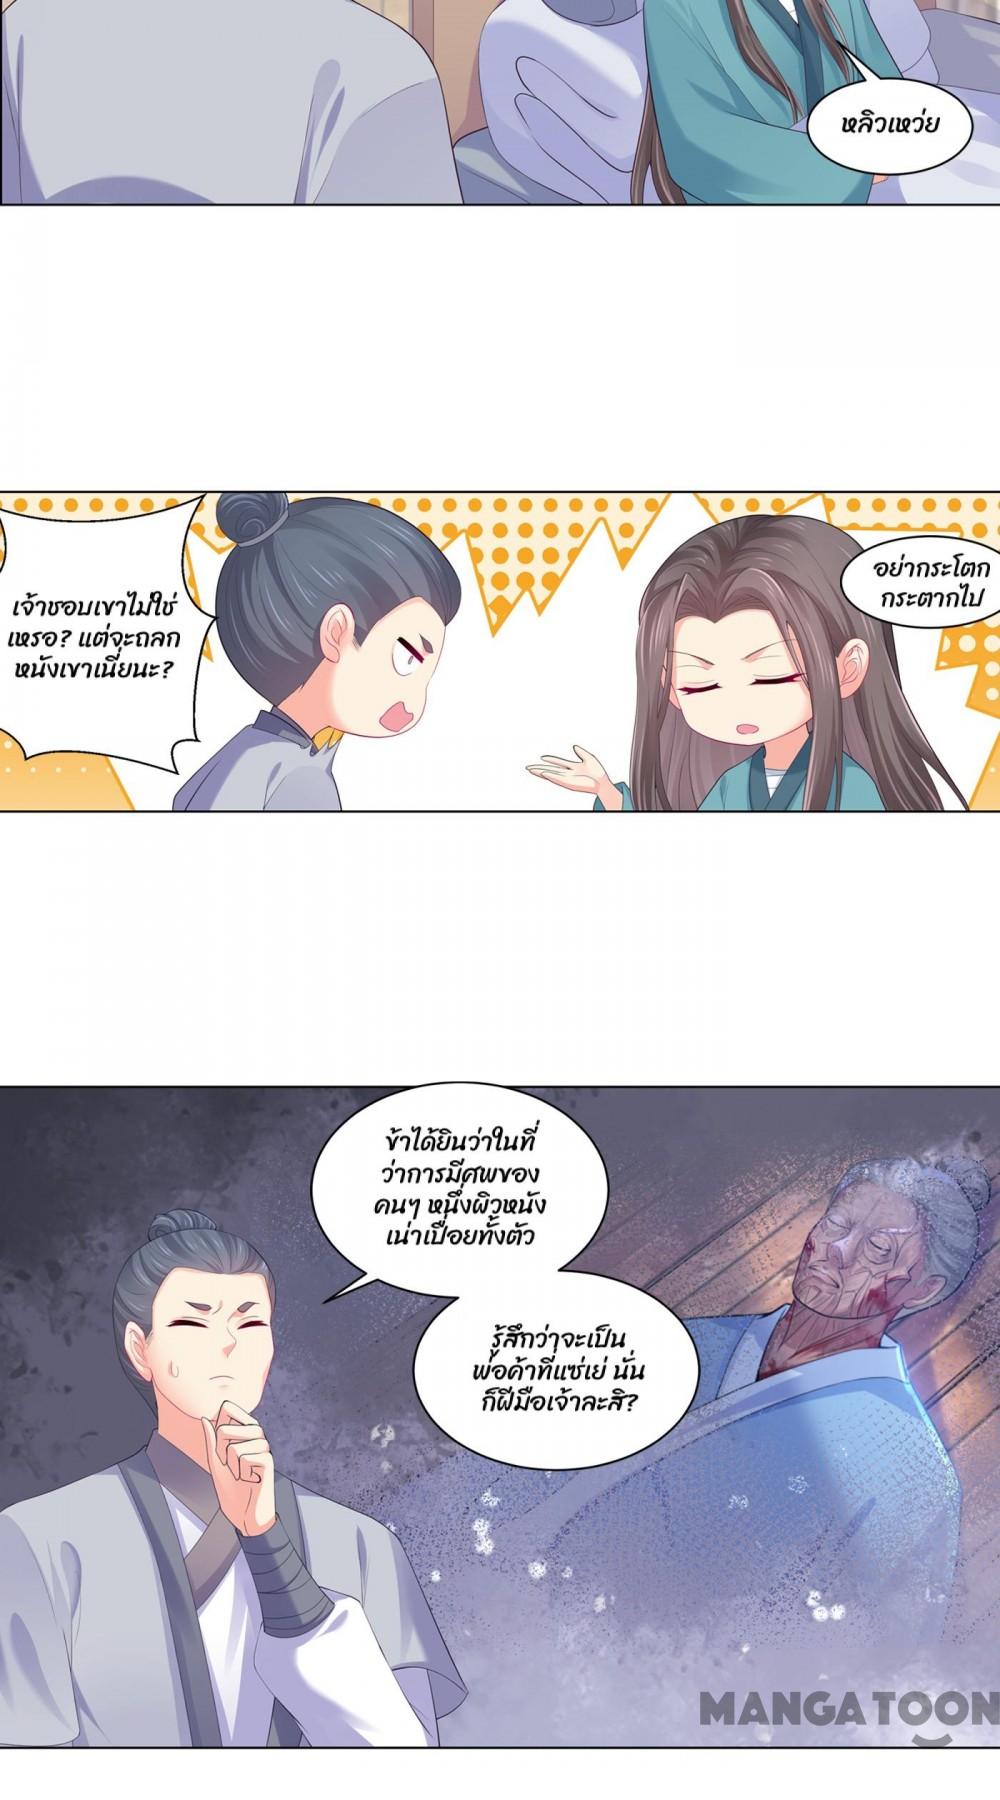 หลิวเหว่ย
เจ้าชอบเขาไม่ใช่
เหรอ? แต่จะถลก
หนังเขาเนี่ยนะ?
อย่ากระโตก
กระตากไป
ข้าได้ยินว่าในที่
ว่าการมีศพของ
คนๆ หนึ่งผิวหนัง
เน่าเปื่อยทั้งตัว
รู้สึกว่าจะเป็น
พ่อค้าที่แซ่เย่ นั่น
ก็ฝีมือเจ้าละสิ?
MANGATOON